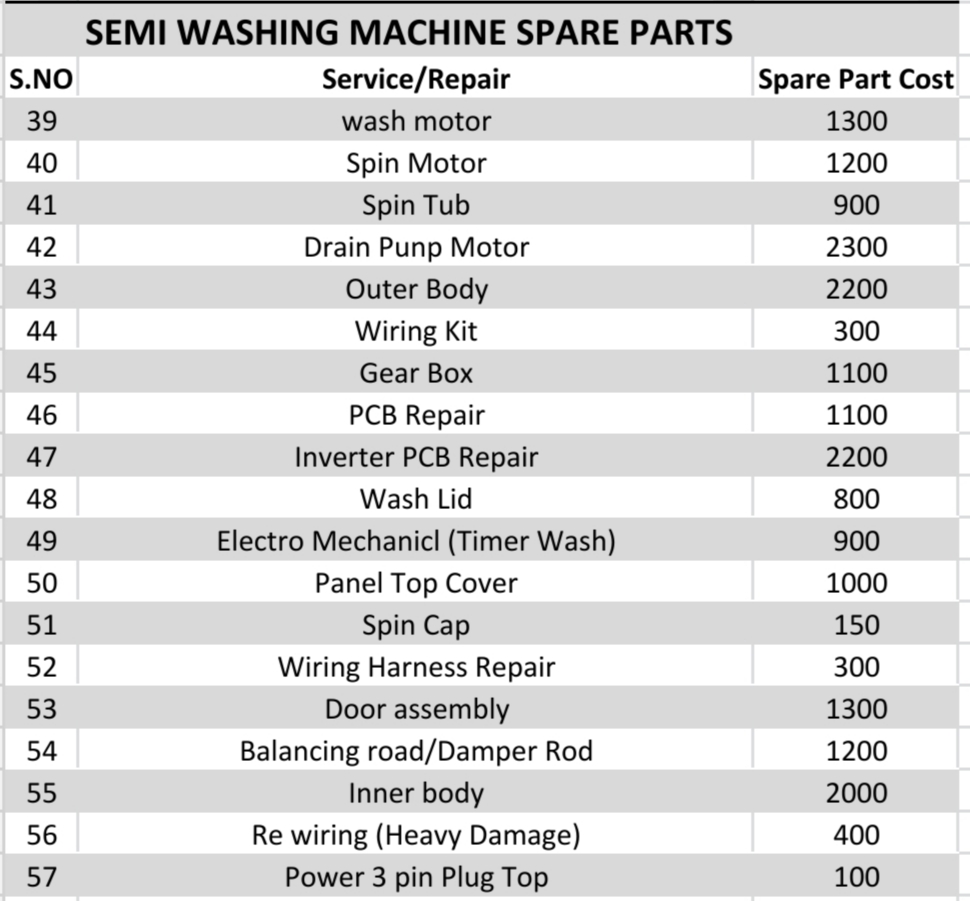 SEMI WASHING MACHINE SPARE PARTS
S.NO Service/Repair Spare Part Cost
39 wash motor 1300
40 Spin Motor 1200
41 Spin Tub 900
42 Drain Punp Motor 2300
43 Outer Body 2200
44 Wiring Kit 300
45 Gear Box 1100
46 PCB Repair 1100
47 Inverter PCB Repair 2200
48 Wash Lid 800
49 Electro Mechanicl (Timer Wash) 900
50 Panel Top Cover 1000
51 Spin Cap 150
52 Wiring Harness Repair 300
53 Door assembly 1300
54 Balancing road/Damper Rod 1200
55 Inner body 2000
56 Re wiring (Heavy Damage) 400
57 Power 3 pin Plug Top 100